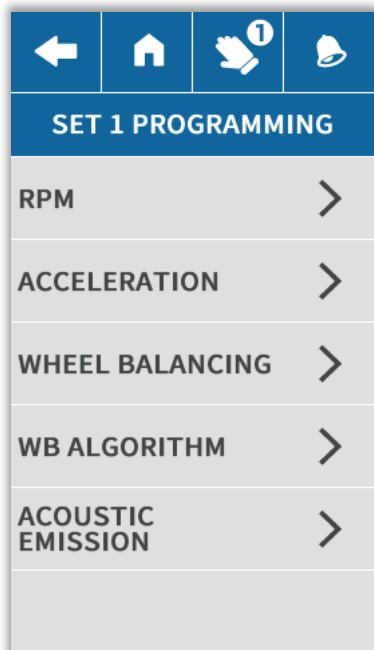 1
SET 1 PROGRAMMING
RPM
ACCELERATION
WHEEL BALANCING
WB ALGORITHM
ACOUSTIC
EMISSION